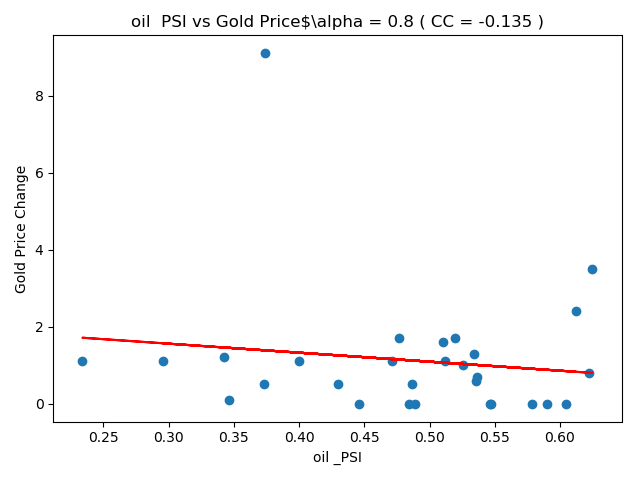 oil  PSI vs Gold Price$\alpha = 0.8 ( CC = -0.135 )
Gold Price Change
8
6
4
2
0
0.25 0.30 0.35 0.40 0.45 0.50 0.55 0.60
oil _PSI